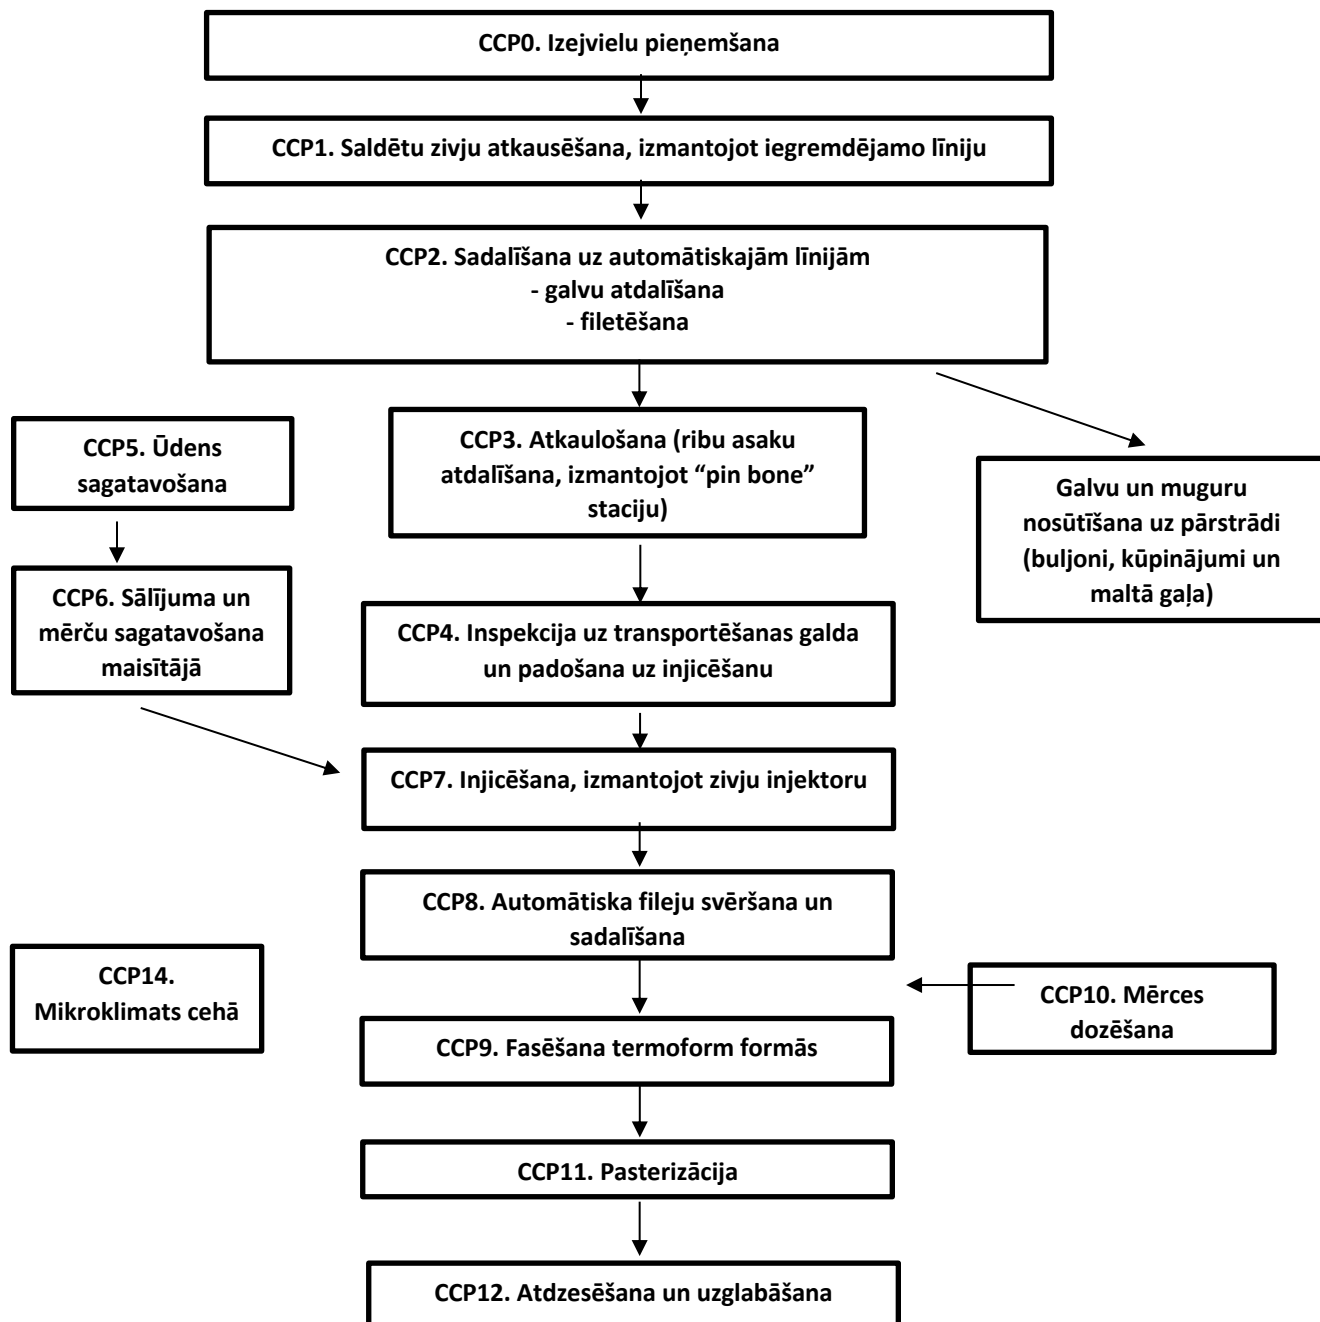 CCP0. Izejvielu pieņemšana
CCP1. Saldētu zivju atkausēšana, izmantojot iegremdējamo līniju
CCP2. Sadalīšana uz automātiskajām līnijām
- galvu atdalīšana
- filetēšana
CCP5. Ūdens
sagatavošana
CCP3. Atkaulošana (ribu asaku
atdalīšana, izmantojot “pin bone”
staciju)
Galvu un muguru
nosūtīšana uz pārstrādi
(buljoni, kūpinājumi un
maltā gaļa)
CCP6. Sālījuma un
mērču sagatavošana
maisītājā
CCP4. Inspekcija uz transportēšanas galda
un padošana uz injicēšanu
CCP7. Injicēšana, izmantojot zivju injektoru
CCP8. Automātiska fileju svēršana un
sadalīšana
CCP14.
Mikroklimats cehā
CCP10. Mērces
dozēšana
CCP9. Fasēšana termoform formās
CCP11. Pasterizācija
CCP12. Atdzesēšana un uzglabāšana